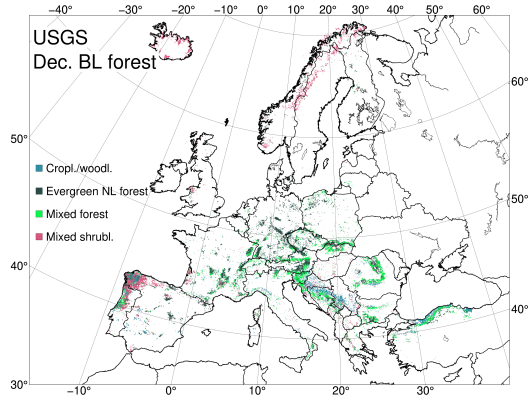 −40° −30° −20° −10° 0° 10° 20° 30° 40° 50° 60°
USGS
Dec. BL forest
60°
50°
Cropl./woodl.
Evergreen NL forest
50°
Mixed forest
Mixed shrubl.
40°
40°
30°
−10° 0° 10° 20° 30°